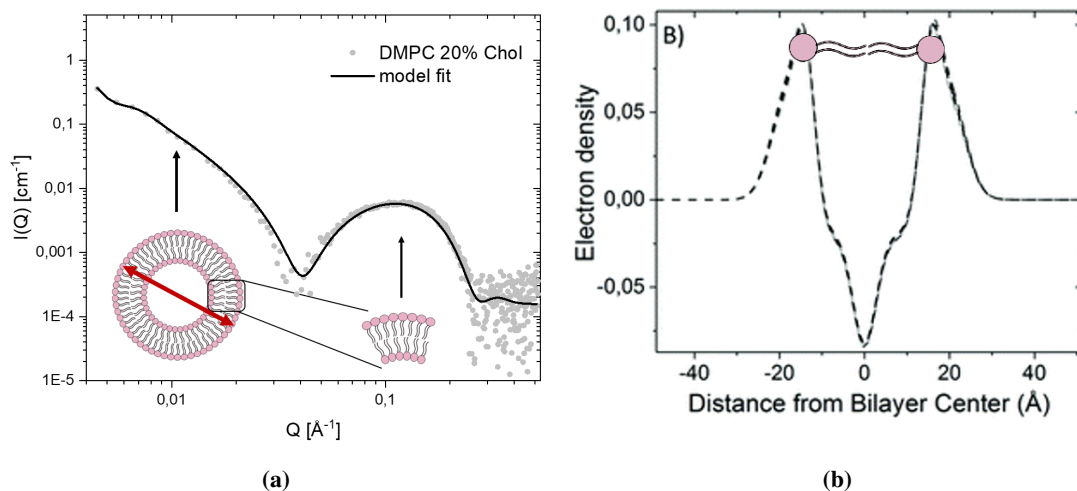 DMPC 20% Chol
model fit
1
0,1
0,01
0,001
1E-4
1E-5
I(Q) [cm⁻¹]
0,01
0,1
Q [Å⁻¹]
(a)
B)
0,10
0,05
0,00
-0,05
Electron density
-40
-20
0
20
40
Distance from Bilayer Center (Å)
(b)